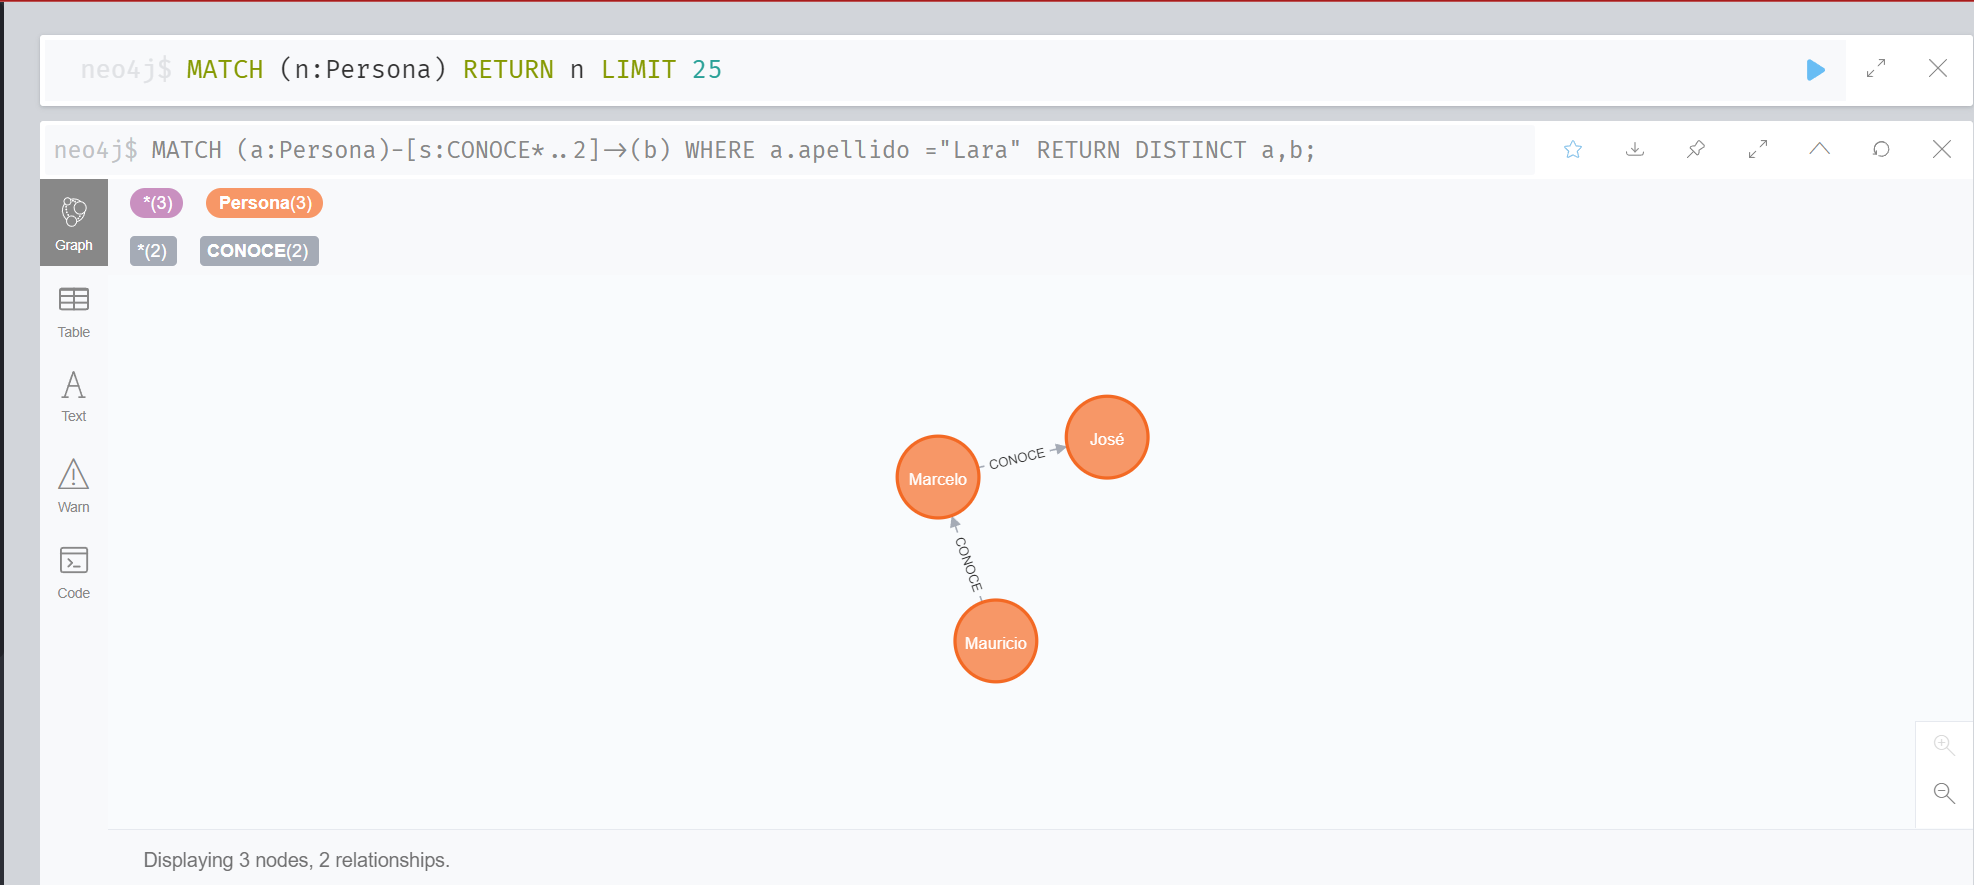 neo4j$ MATCH (n:Persona) RETURN n LIMIT 25
neo4j$ MATCH (a:Persona)-[s:CONOCE*..2]→(b) WHERE a.apellido ="Lara" RETURN DISTINCT a,b;
*(3) Persona(3)
*(2) CONOCE(2)
Graph
Table
Text
Warn
Code
José
CONOCE
Marcelo
CONOCE
Mauricio
Displaying 3 nodes, 2 relationships.